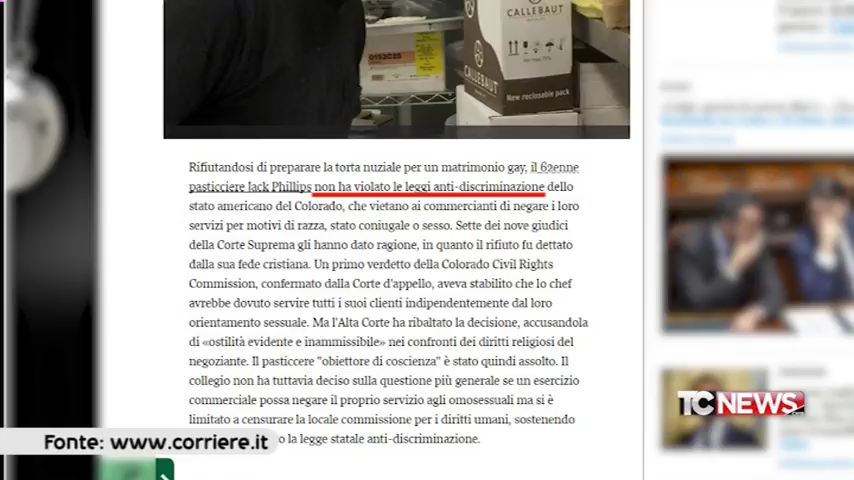 CALLEBAUT
0193C85
CALLEBAUT
New reclosable pack
Rifiutandosi di preparare la torta nuziale per un matrimonio gay, il 62enne
pasticciere Jack Phillips non ha violato le leggi anti-discriminazione dello
stato americano del Colorado, che vietano ai commercianti di negare i loro
servizi per motivi di razza, stato coniugale o sesso. Sette dei nove giudici
della Corte Suprema gli hanno dato ragione, in quanto il rifiuto fu dettato
dalla sua fede cristiana. Un primo verdetto della Colorado Civil Rights
Commission, confermato dalla Corte d'appello, aveva stabilito che lo chef
avrebbe dovuto servire tutti i suoi clienti indipendentemente dal loro
orientamento sessuale. Ma l'Alta Corte ha ribaltato la decisione, accusandola
di «ostilità evidente e inammissibile» nei confronti dei diritti religiosi del
negoziante. Il pasticcere "obiettore di coscienza" è stato quindi assolto. Il
collegio non ha tuttavia deciso sulla questione più generale se un esercizio
commerciale possa negare il proprio servizio agli omosessuali ma si è
limitato a censurare la locale commissione per i diritti umani, sostenendo
o la legge statale anti-discriminazione.
TC NEWS
Fonte: www.corriere.it